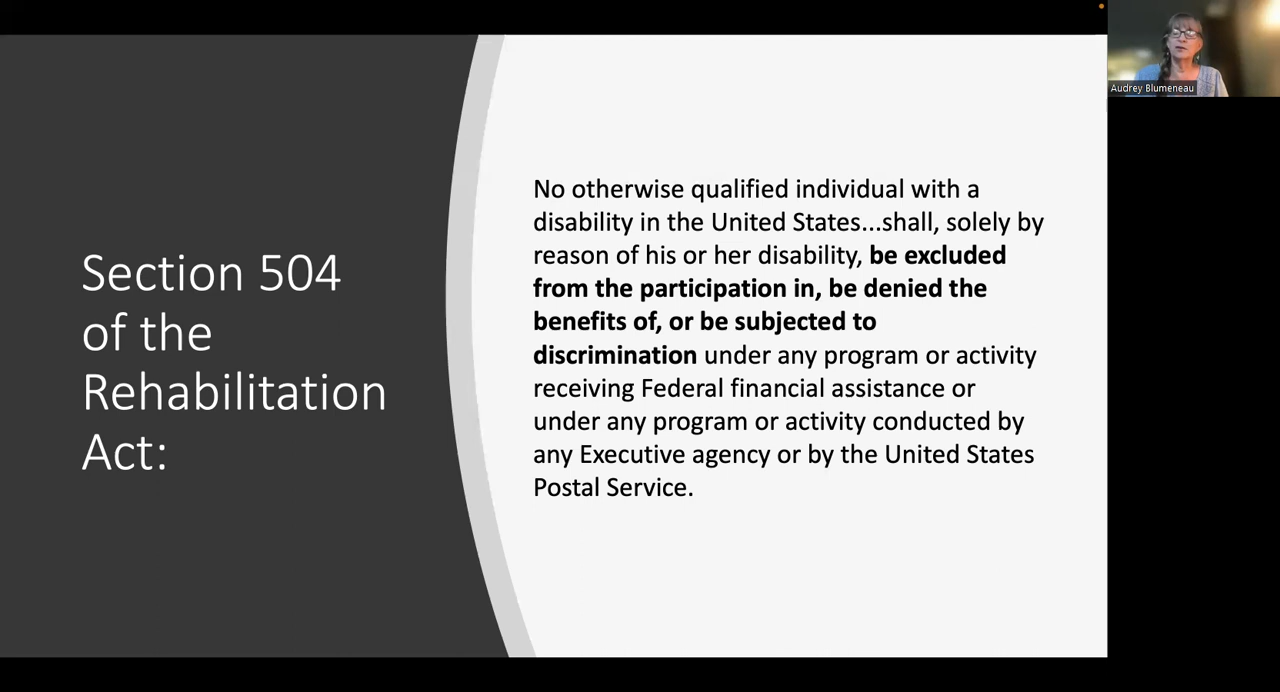 Section 504
of the
Rehabilitation
Act:
No otherwise qualified individual with a
disability in the United States...shall, solely by
reason of his or her disability, be excluded
from the participation in, be denied the
benefits of, or be subjected to
discrimination under any program or activity
receiving Federal financial assistance or
under any program or activity conducted by
any Executive agency or by the United States
Postal Service.
Audrey Blumeneau